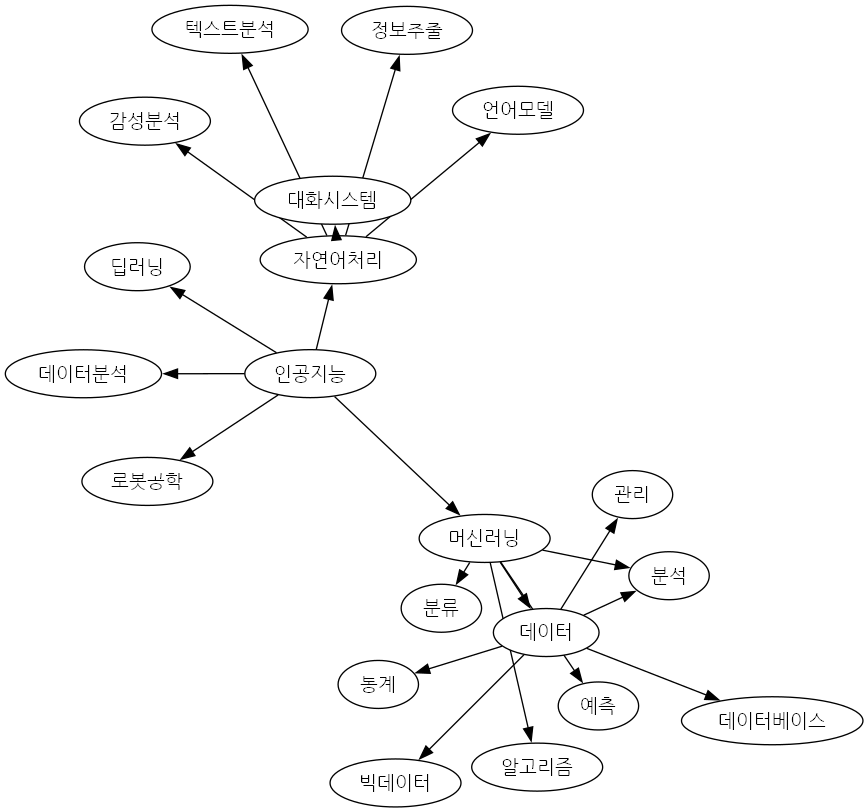 텍스트분석
정보추출
감성분석
언어모델
대화시스템
자연어처리
딥러닝
인공지능
데이터분석
로봇공학
관리
머신러닝
분석
분류
데이터
통계
예측
데이터베이스
빅데이터
알고리즘